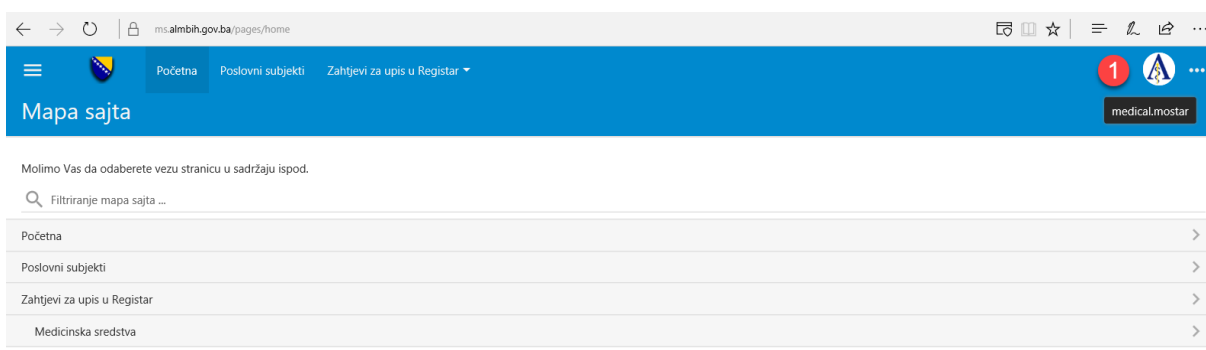 ms.almbih.gov.ba/pages/home
Početna Poslovni subjekti Zahtjevi za upis u Registar
1
Mapa sajta
medical.mostar
Molimo Vas da odaberete vezu stranicu u sadržaju ispod.
Filtriranje mapa sajta ...
Početna
Poslovni subjekti
Zahtjevi za upis u Registar
Medicinska sredstva